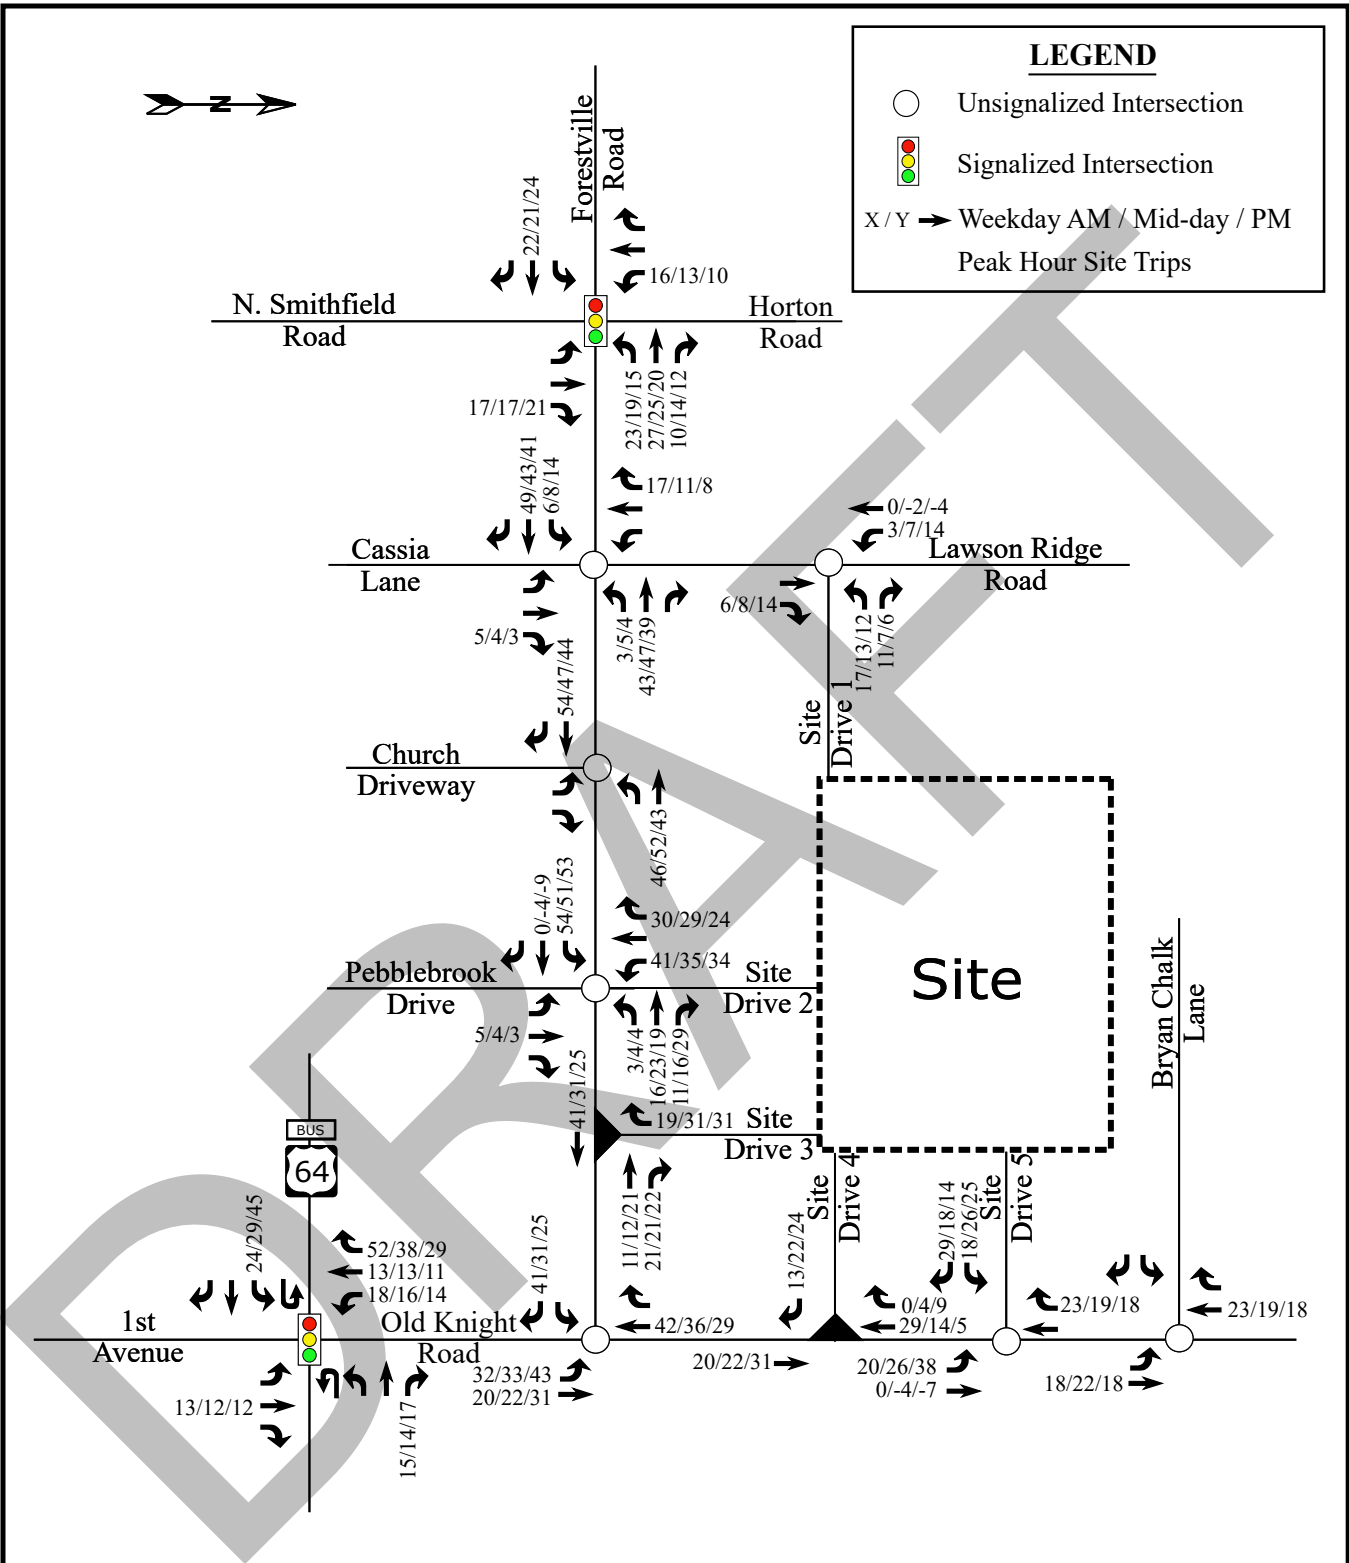 LEGEND
Unsignalized Intersection
Signalized Intersection
X / Y Weekday AM / Mid-day / PM
Peak Hour Site Trips
N
Forestville
Road
22/21/24
16/13/10
N. Smithfield
Road
Horton
Road
17/17/21
23/19/15
27/25/20
10/14/12
49/43/41
6/8/14
17/11/8
0/-2/-4
3/7/14
Cassia
Lane
Lawson Ridge
Road
5/4/3
3/5/4
43/47/39
6/8/14
17/13/12
11/7/6
54/47/44
Site
Drive 1
Church
Driveway
46/52/43
0/-4/-9
54/51/53
30/29/24
41/35/34
Pebblebrook
Drive
Site
Drive 2
Site
Bryan Chalk
Lane
5/4/3
3/4/4
16/23/19
11/16/29
41/31/25
19/31/31
Site
Drive 3
BUS
64
11/12/21
21/21/22
Site
Drive 4
Site
Drive 5
24/29/45
52/38/29
13/13/11
18/16/14
41/31/25
13/22/24
29/18/14
18/26/25
42/36/29
0/4/9
29/14/5
23/19/18
23/19/18
1st
Avenue
Old Knight
Road
13/12/12
15/14/17
32/33/43
20/22/31
20/22/31
20/26/38
0/-4/-7
18/22/18
DRAFT